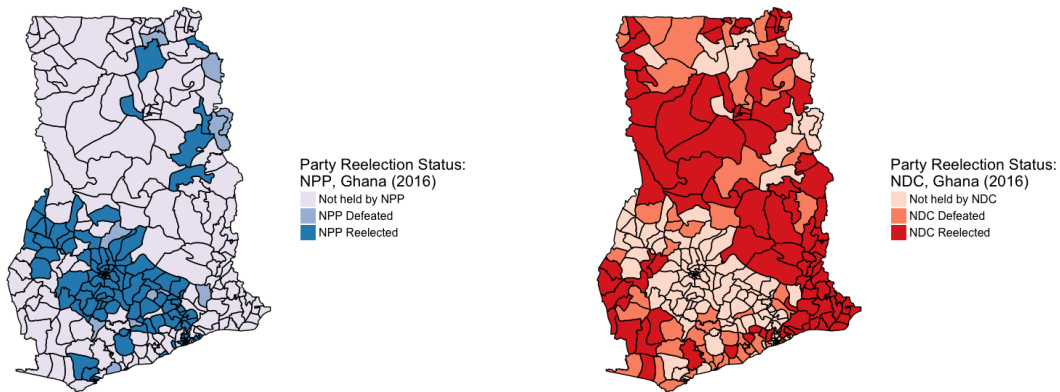 Party Reelection Status:
NPP, Ghana (2016)
Not held by NPP
NPP Defeated
NPP Reelected
Party Reelection Status:
NDC, Ghana (2016)
Not held by NDC
NDC Defeated
NDC Reelected